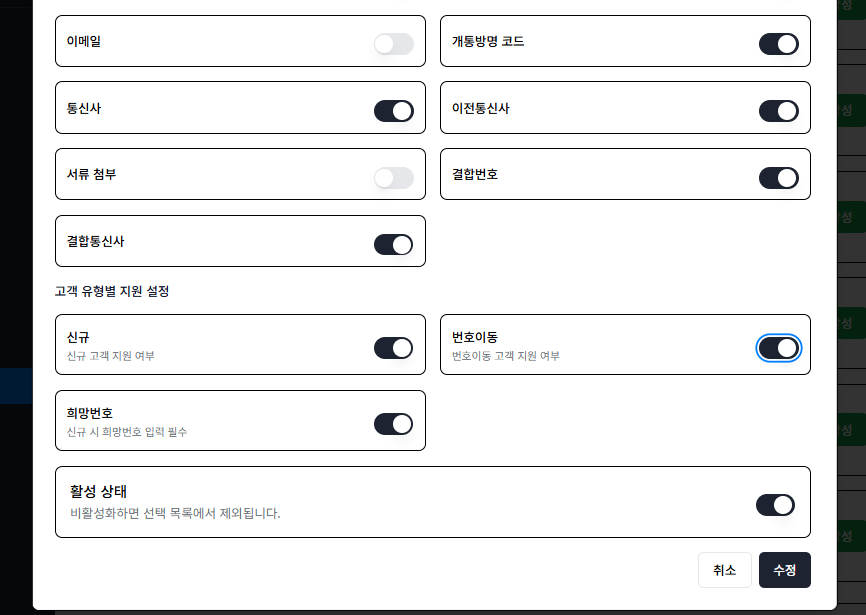 이메일
개통방명 코드
통신사
이전통신사
서류 첨부
결합번호
결합통신사
고객 유형별 지원 설정
신규
신규 고객 지원 여부
번호이동
번호이동 고객 지원 여부
희망번호
신규 시 희망번호 입력 필수
활성 상태
비활성화하면 선택 목록에서 제외됩니다.
취소
수정